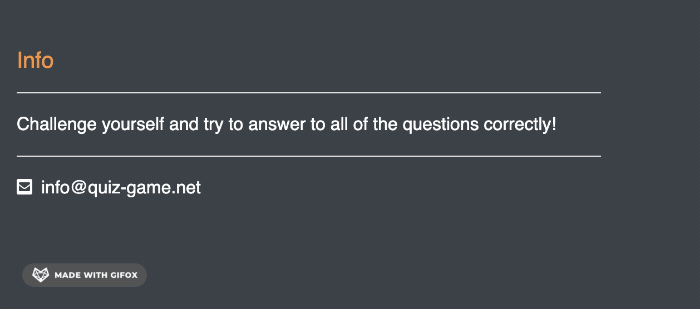 Info
Challenge yourself and try to answer to all of the questions correctly!
info@quiz-game.net
MADE WITH GIFOX